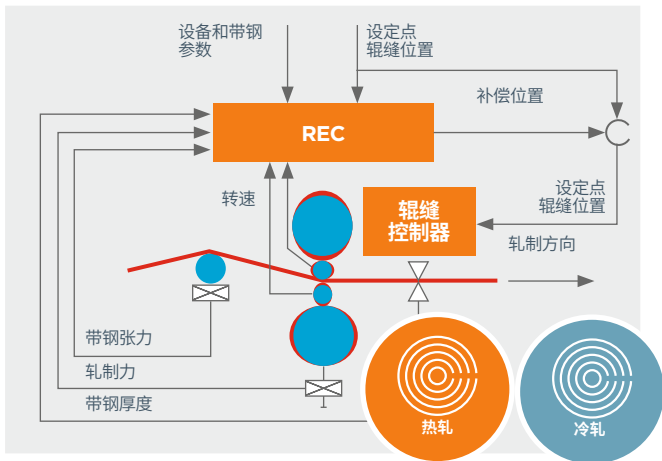 设备和带钢
参数
设定点
辊缝位置
补偿位置
REC
设定点
辊缝位置
转速
辊缝
控制器
轧制方向
带钢张力
轧制力
带钢厚度
热轧
冷轧